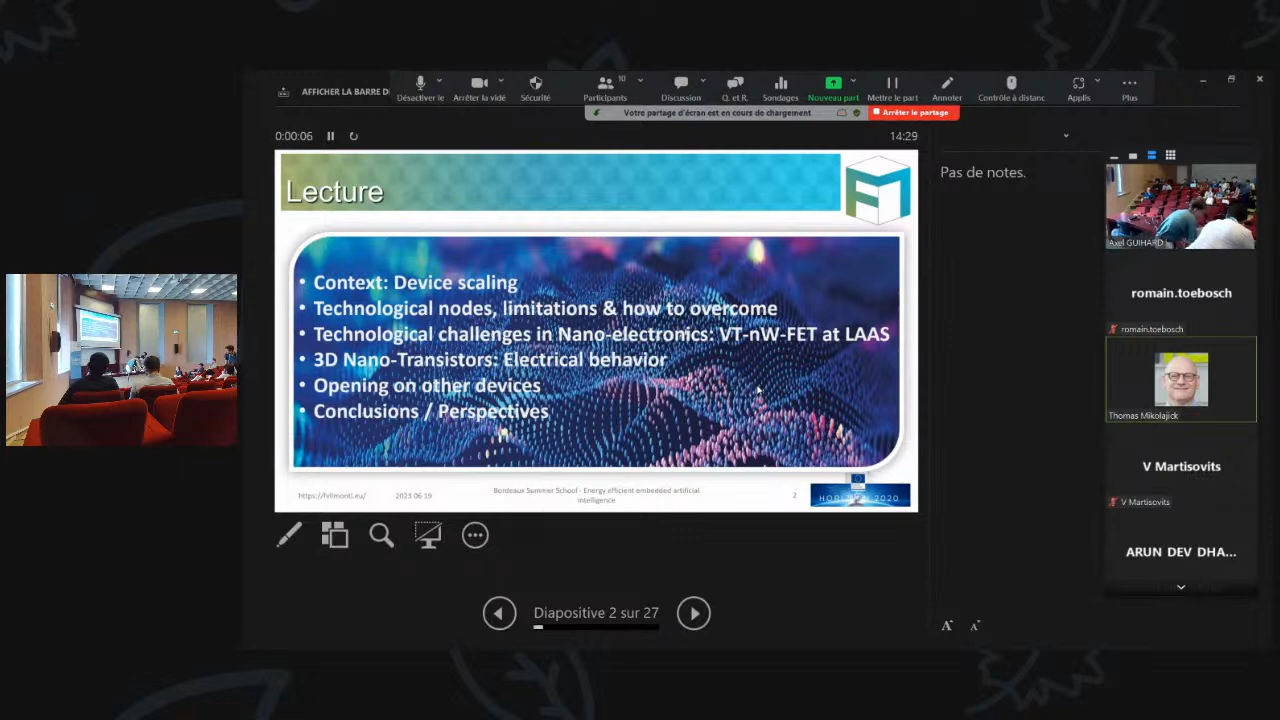 AFFICHER LA BARRE D
Désactiver le
Arrêter la vidé
Sécurité
Participants
10
Discussion
Q. et R.
Sondages
Nouveau part
Mettre le part
Annoter
Contrôle à distanc
Applis
Plus
Votre partage d'écran est en cours de chargement
Arrêter le partage
0:00:06
14:29
Lecture
• Context: Device scaling
• Technological nodes, limitations & how to overcome
• Technological challenges in Nano-electronics: VT-nW-FET at LAAS
• 3D Nano-Transistors: Electrical behavior
• Opening on other devices
• Conclusions / Perspectives
https://fvllmonti.eu/
2023 06 19
Bordeaux Summer School - Energy efficient embedded artificial
intelligence
2
HORIZON 2020
Diapositive 2 sur 27
Pas de notes.
Axel GUIHARD
romain.toebosch
romain.toebosch
Thomas Mikolajick
V Martisovits
V Martisovits
ARUN DEV DHA...